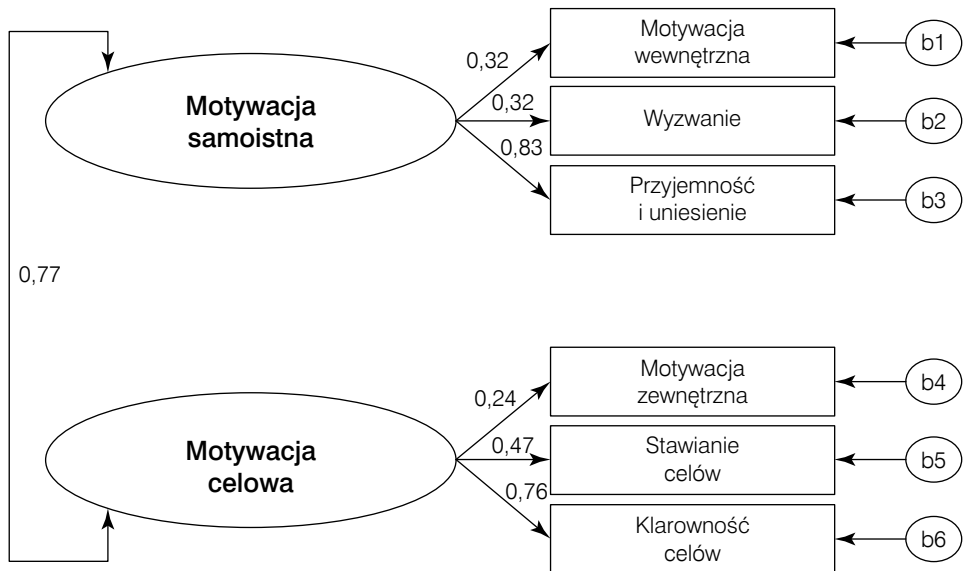 Motywacja
samoistna
0,32
0,32
0,83
Motywacja
wewnętrzna
b1
Wyzwanie
b2
Przyjemność
i uniesienie
b3
0,77
Motywacja
celowa
0,24
0,47
0,76
Motywacja
zewnętrzna
b4
Stawianie
celów
b5
Klarowność
celów
b6